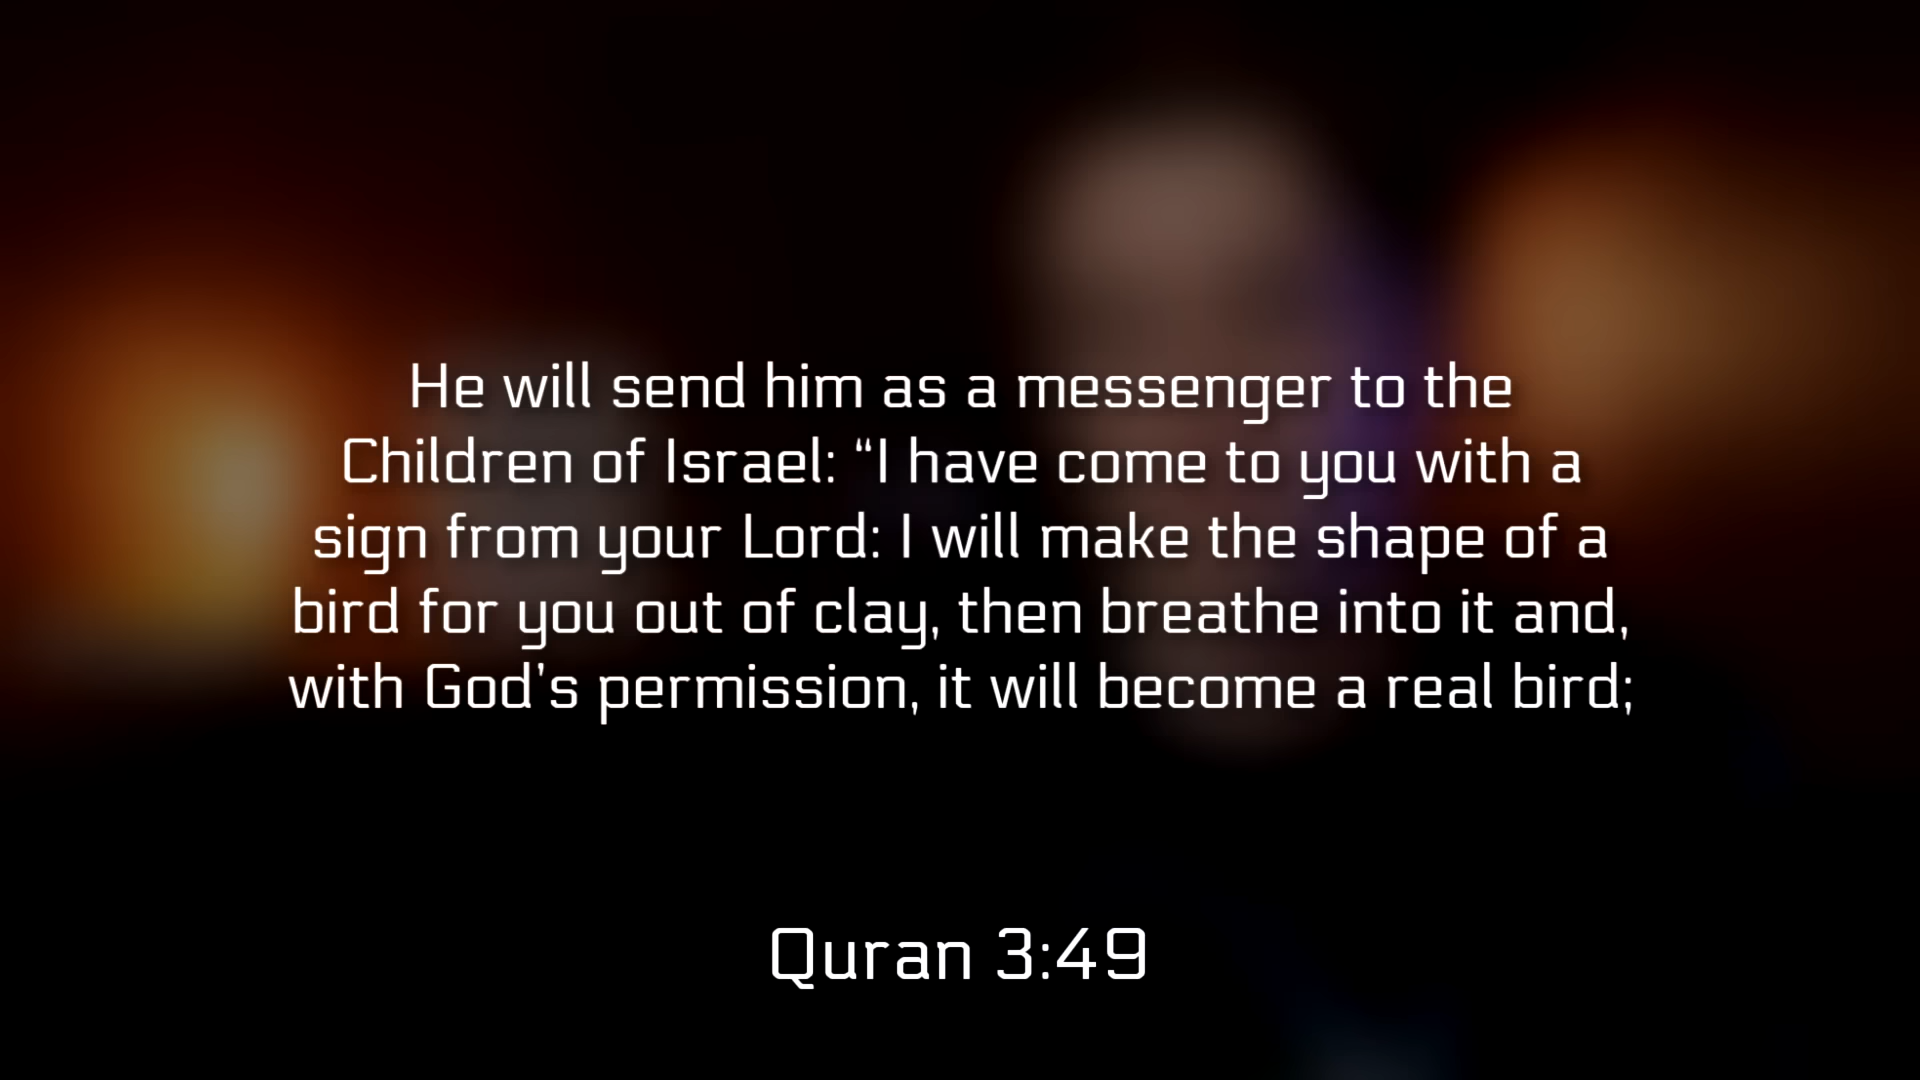 He will send him as a messenger to the
Children of Israel: “I have come to you with a
sign from your Lord: I will make the shape of a
bird for you out of clay, then breathe into it and,
with God's permission, it will become a real bird;
Quran 3:49